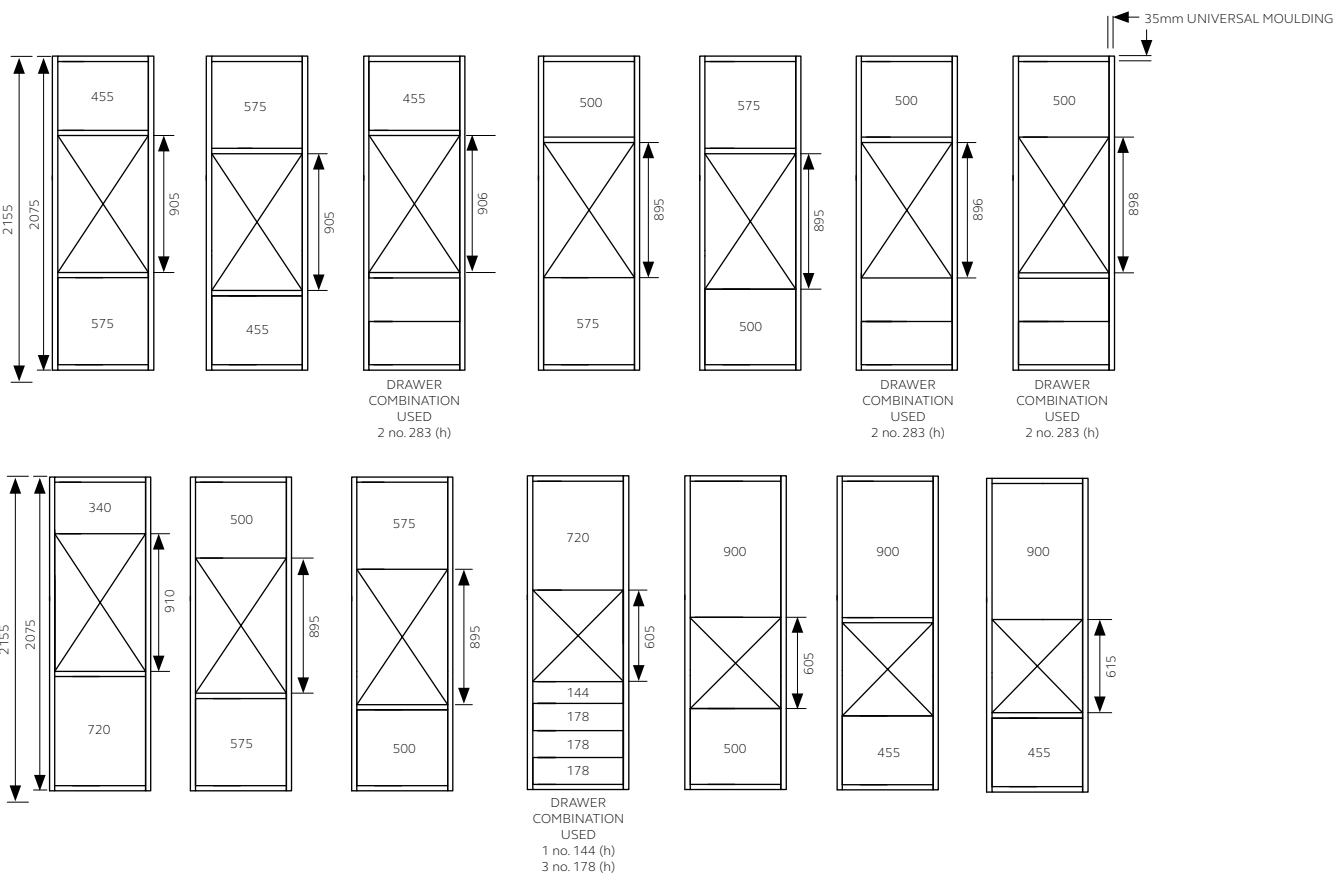 35mm UNIVERSAL MOULDING
2155
2075
455
905
575
575
905
455
455
906
DRAWER
COMBINATION
USED
2 no. 283 (h)
500
895
575
575
895
500
500
896
DRAWER
COMBINATION
USED
2 no. 283 (h)
500
898
DRAWER
COMBINATION
USED
2 no. 283 (h)
2155
2075
340
910
720
500
895
575
575
895
500
720
605
144
178
178
178
DRAWER
COMBINATION
USED
1 no. 144 (h)
3 no. 178 (h)
900
605
500
900
455
900
615
455